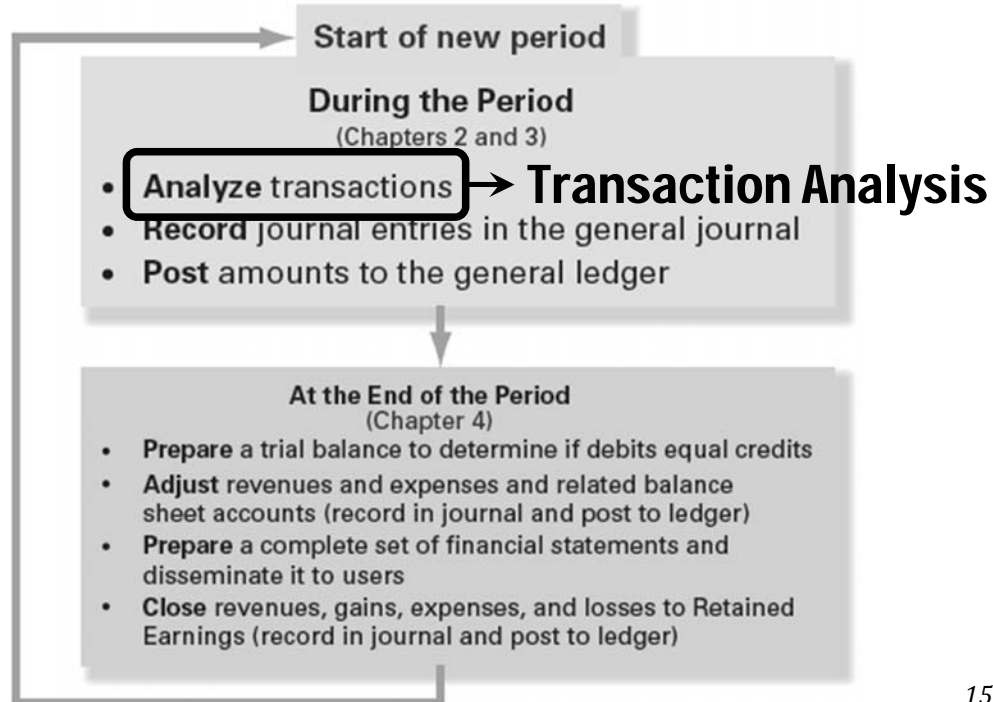 Start of new period
During the Period
(Chapters 2 and 3)
• Analyze transactions → Transaction Analysis
• Record journal entries in the general journal
• Post amounts to the general ledger
At the End of the Period
(Chapter 4)
• Prepare a trial balance to determine if debits equal credits
• Adjust revenues and expenses and related balance
sheet accounts (record in journal and post to ledger)
• Prepare a complete set of financial statements and
disseminate it to users
• Close revenues, gains, expenses, and losses to Retained
Earnings (record in journal and post to ledger)
15